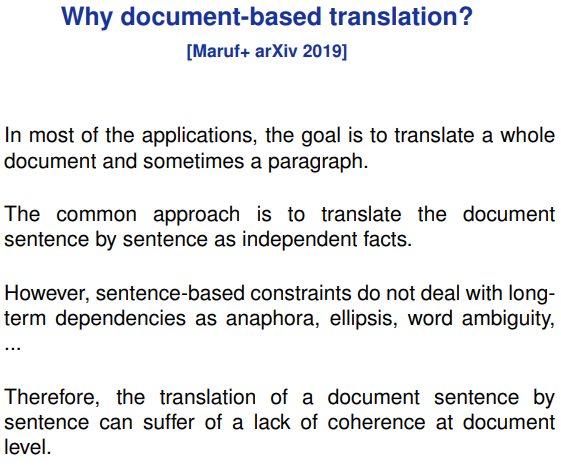 Why document-based translation?
[Maruf+ arXiv 2019]
In most of the applications, the goal is to translate a whole
document and sometimes a paragraph.
The common approach is to translate the document
sentence by sentence as independent facts.
However, sentence-based constraints do not deal with long-
term dependencies as anaphora, ellipsis, word ambiguity,
...
Therefore, the translation of a document sentence by
sentence can suffer of a lack of coherence at document
level.